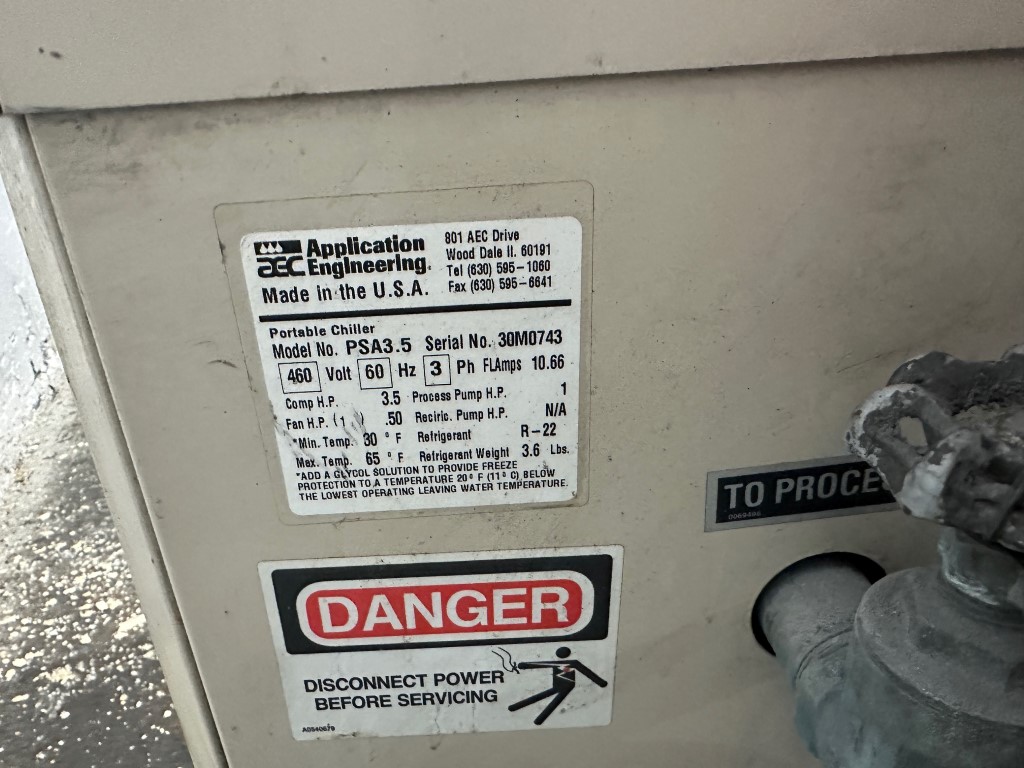 AEC Application Engineering.
801 AEC Drive
Wood Dale Il. 60191
Tel (630) 595-1060
Fax (630) 595-6641
Made in the U.S.A.
Portable Chiller
Model No. PSA3.5 Serial No. 30M0743
460 Volt 60 Hz 3 Ph FLAmps 10.66
Comp H.P. 3.5 Process Pump H.P. 1
Fan H.P. (1 .50 Recirc. Pump H.P. N/A
*Min. Temp. 30 ° F Refrigerant R-22
Max. Temp. 65 ° F Refrigerant Weight 3.6 Lbs.
*ADD A GLYCOL SOLUTION TO PROVIDE FREEZE
PROTECTION TO A TEMPERATURE 20° F (11° C) BELOW
THE LOWEST OPERATING LEAVING WATER TEMPERATURE.
TO PROCE
DANGER
DISCONNECT POWER
BEFORE SERVICING
A0540679